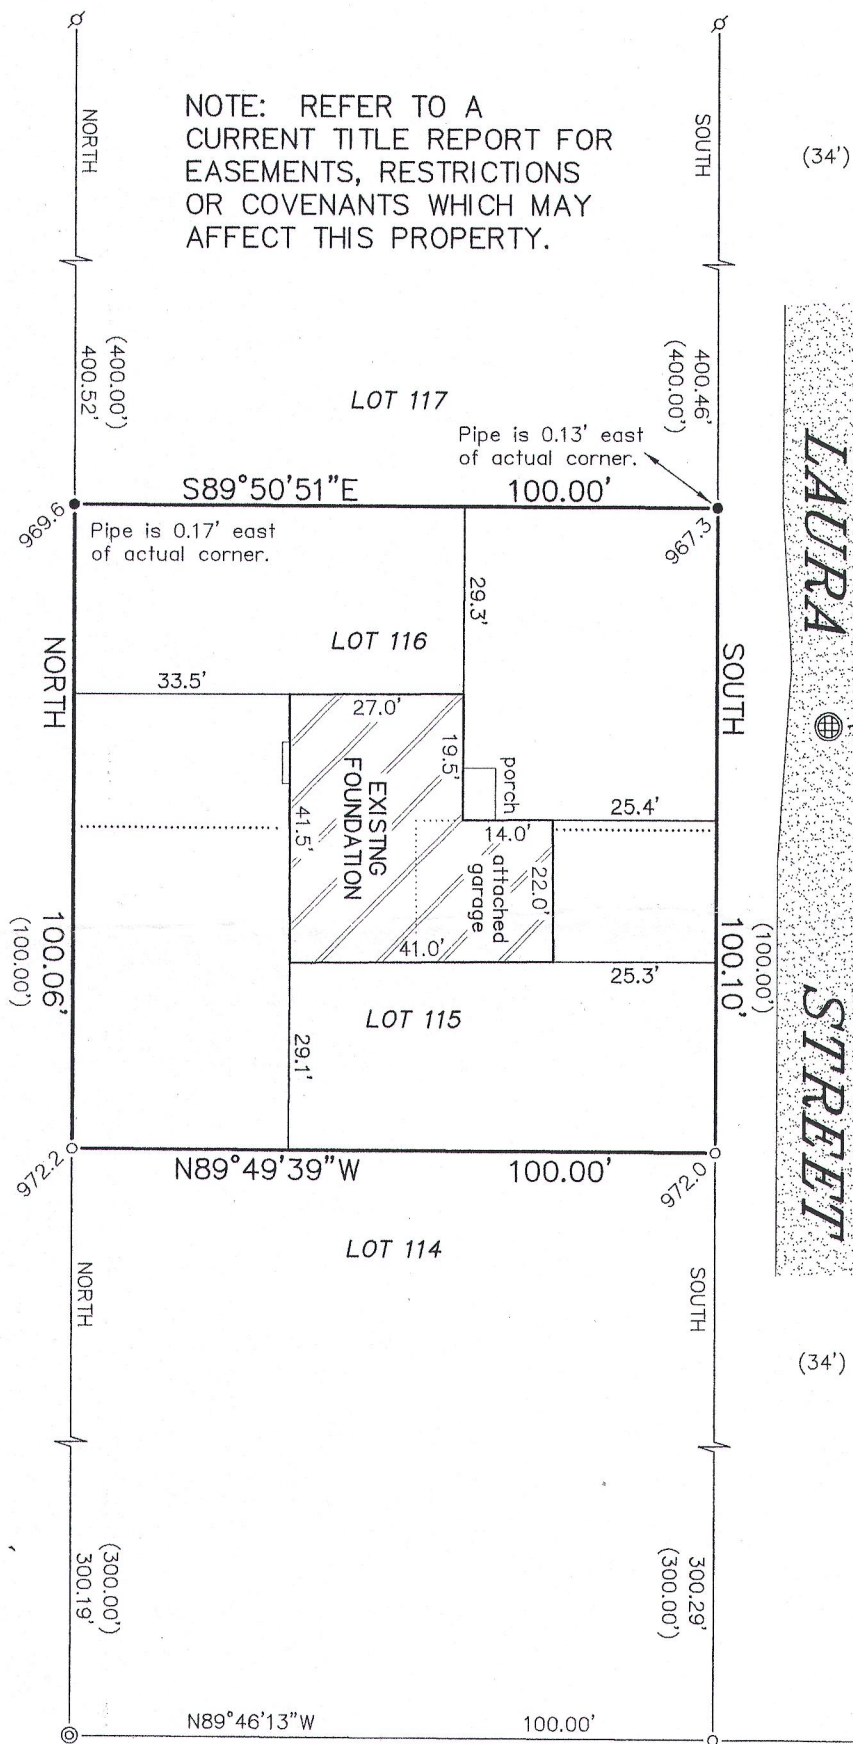 NORTH
NOTE: REFER TO A
CURRENT TITLE REPORT FOR
EASEMENTS, RESTRICTIONS
OR COVENANTS WHICH MAY
AFFECT THIS PROPERTY.
SOUTH
(34')
(400.00')
400.52'
LOT 117
400.46'
(400.00')
Pipe is 0.13' east
of actual corner.
S89°50'51"E
100.00'
969.6
Pipe is 0.17' east
of actual corner.
967.3
LAURA STREET
29.3'
LOT 116
NORTH
SOUTH
33.5'
27.0'
19.5'
porch
EXISTNG
FOUNDATION
41.5'
25.4'
14.0'
attached
garage
22.0'
41.0'
25.3'
100.06'
(100.00')
(100.00')
100.10'
LOT 115
29.1'
972.2
N89°49'39"W
100.00'
972.0
LOT 114
NORTH
SOUTH
(34')
(300.00')
300.19'
300.29'
(300.00')
N89°46'13"W
100.00'